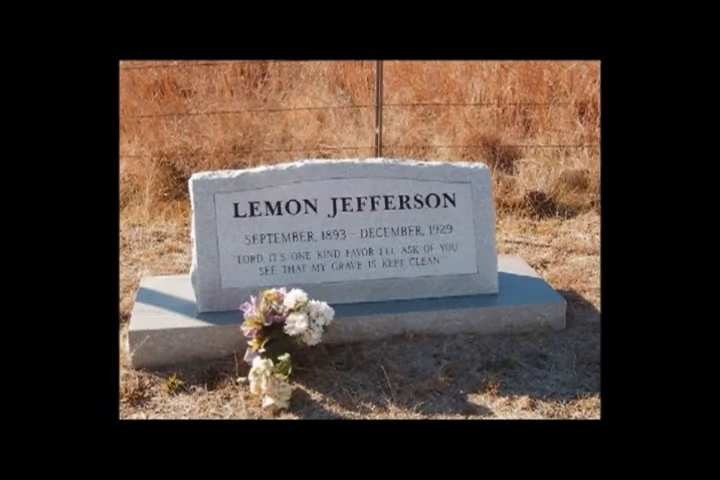 LEMON JEFFERSON
SEPTEMBER, 1893 - DECEMBER, 1929
LORD, IT'S ONE KIND FAVOR I'LL ASK OF YOU
SEE THAT MY GRAVE IS KEPT CLEAN